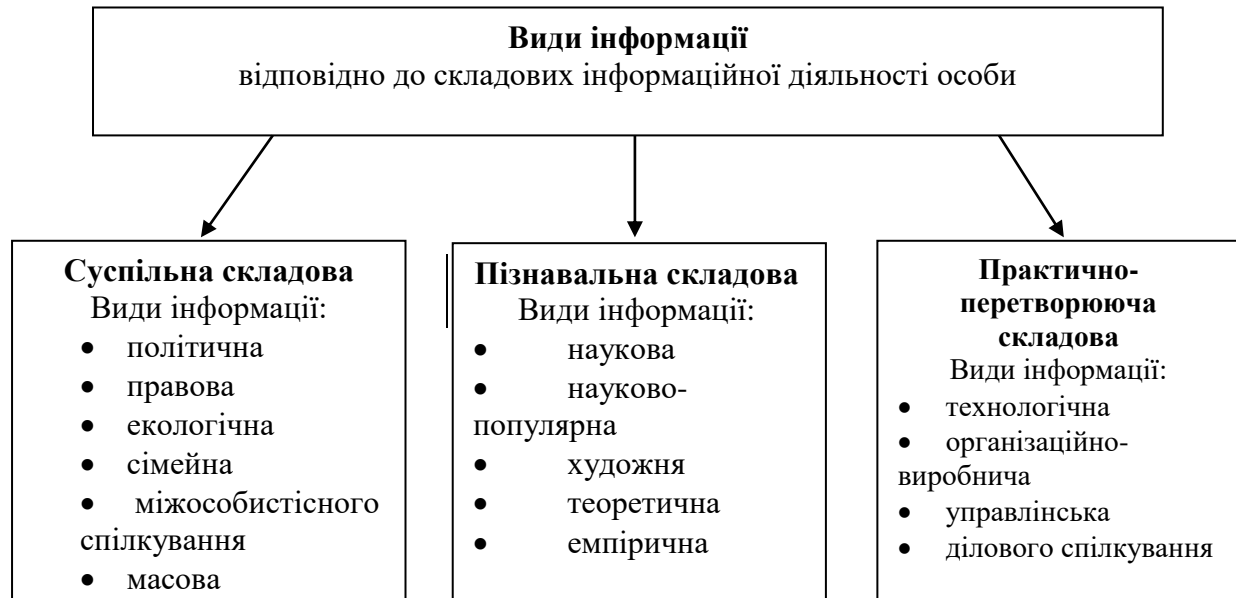 Види інформації
відповідно до складових інформаційної діяльності особи
Суспільна складова
Види інформації:
• політична
• правова
• екологічна
• сімейна
• міжособистісного
спілкування
• масова
Пізнавальна складова
Види інформації:
• наукова
• науково-
популярна
• художня
• теоретична
• емпірична
Практично-
перетворююча
складова
Види інформації:
• технологічна
• організаційно-
виробнича
• управлінська
• ділового спілкування